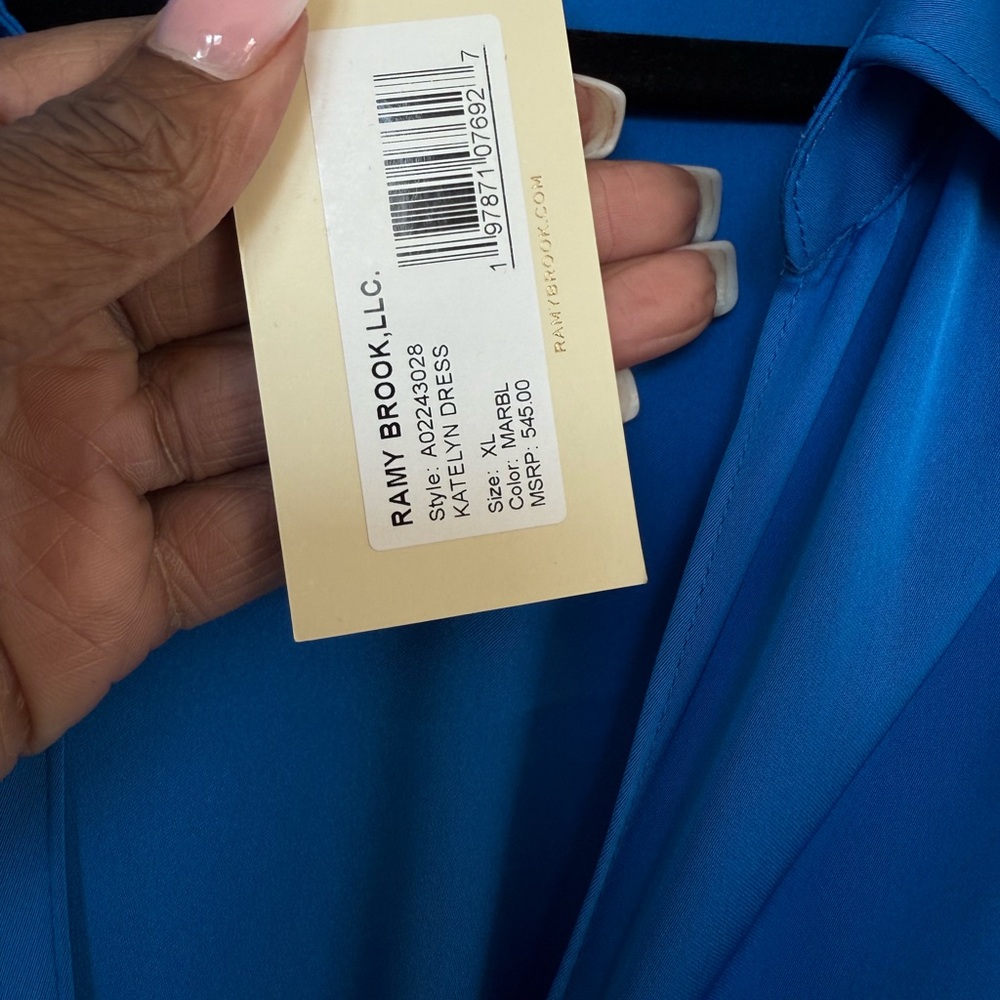 RAMY BROOK,LLC.
Style: A02243028
KATELYN DRESS
Size: XL
Color: MARBL
MSRP: 545.00
1 97871 07692 7
RAMYBROOK.COM